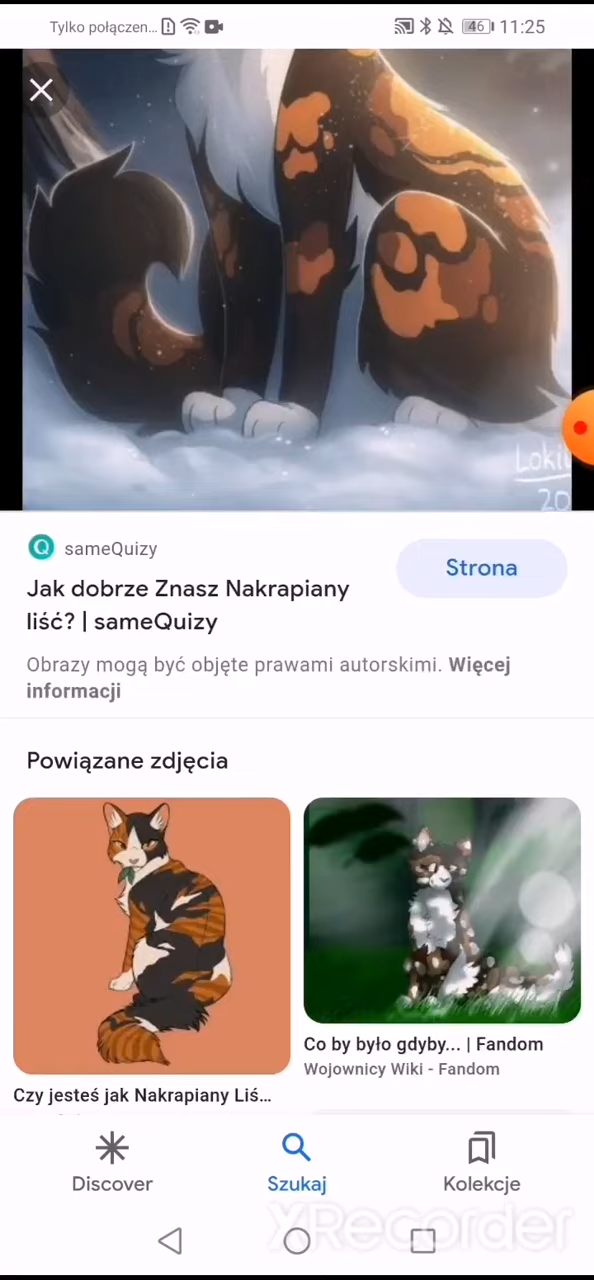 Tylko połączen...
46 11:25
Loki
20
sameQuizy
Strona
Jak dobrze Znasz Nakrapiany
liść? | sameQuizy
Obrazy mogą być objęte prawami autorskimi. Więcej
informacji
Powiązane zdjęcia
Co by było gdyby... | Fandom
Wojownicy Wiki - Fandom
Czy jesteś jak Nakrapiany Liś...
Discover
Szukaj
Kolekcje
XRecorder